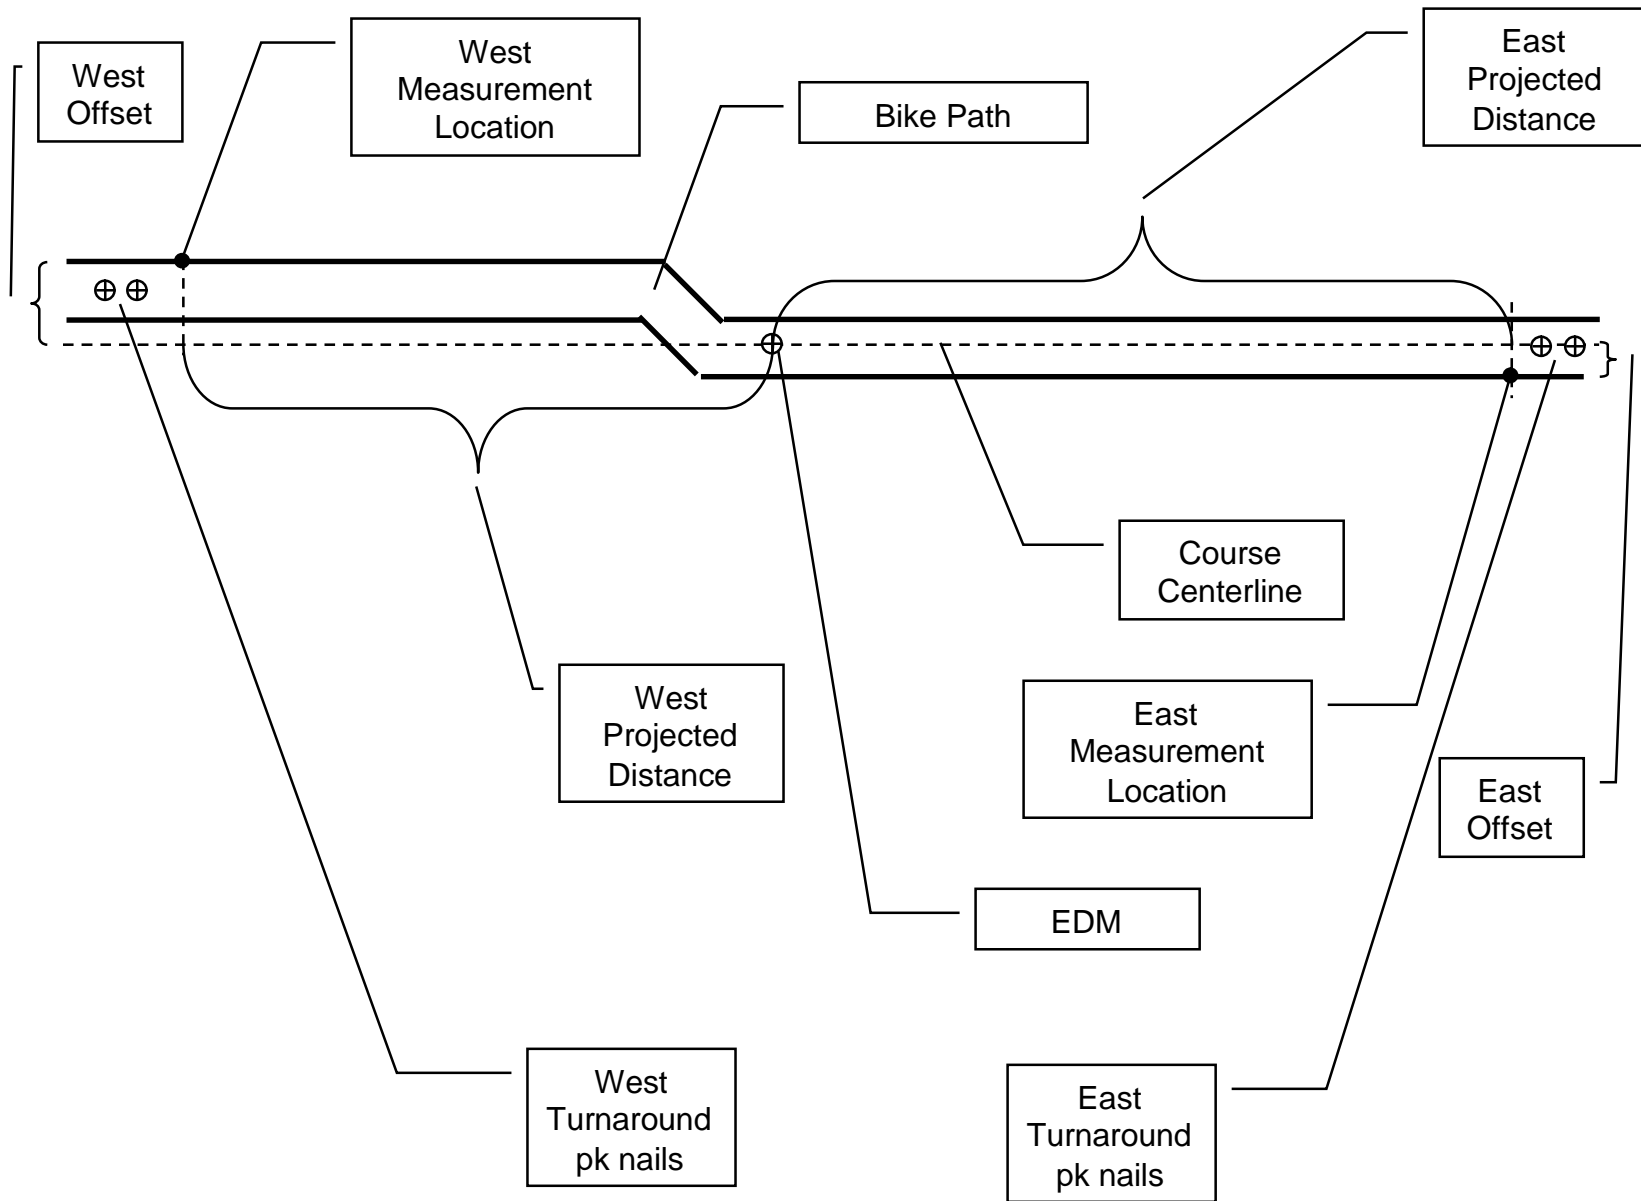 West
Offset
West
Measurement
Location
Bike Path
East
Projected
Distance
Course
Centerline
West
Projected
Distance
East
Measurement
Location
East
Offset
EDM
West
Turnaround
pk nails
East
Turnaround
pk nails